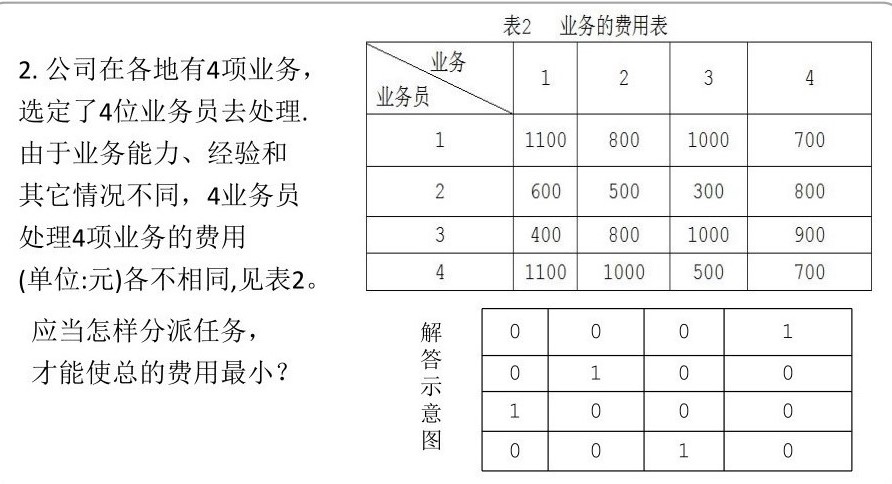 表2 业务的费用表
2. 公司在各地有4项业务，
选定了4位业务员去处理.
由于业务能力、经验和
其它情况不同，4业务员
处理4项业务的费用
(单位:元)各不相同,见表2。
应当怎样分派任务，
才能使总的费用最小？
业务
业务员
1 2 3 4
1 1100 800 1000 700
2 600 500 300 800
3 400 800 1000 900
4 1100 1000 500 700
解答示意图
0 0 0 1
0 1 0 0
1 0 0 0
0 0 1 0